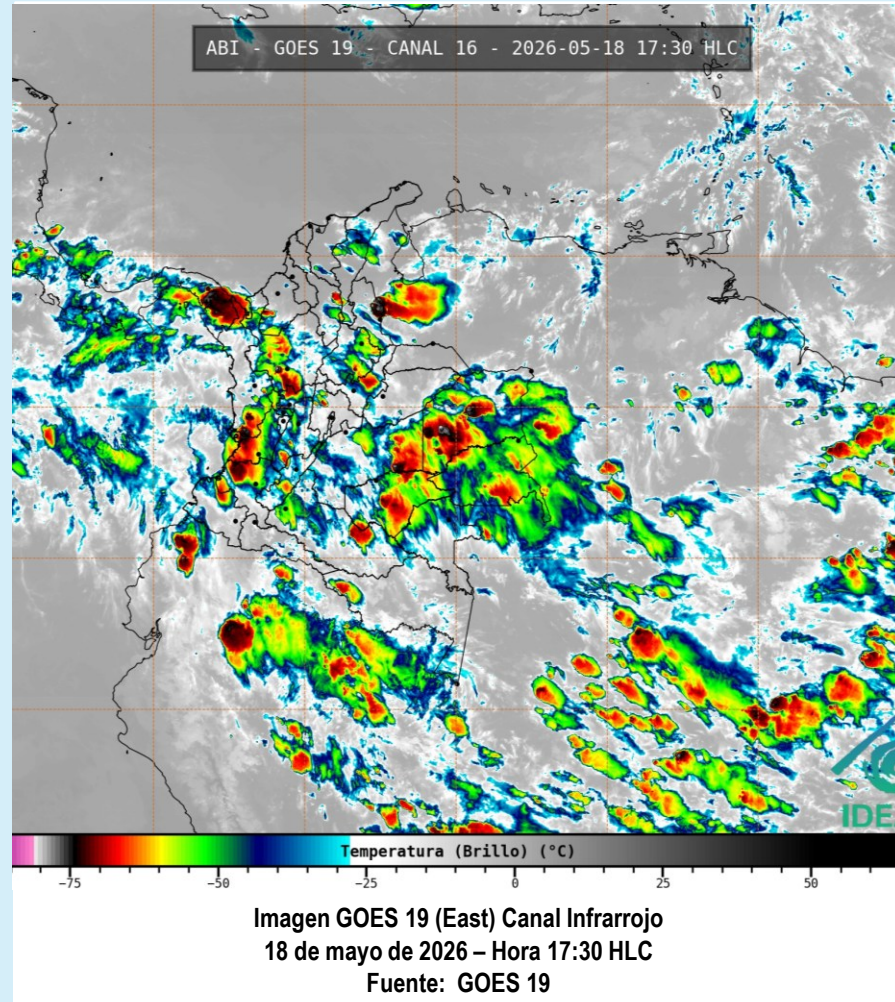 ABI - GOES 19 - CANAL 16 - 2026-05-18 17:30 HLC
IDE
Temperatura (Brillo) (°C)
−75 −50 −25 0 25 50
Imagen GOES 19 (East) Canal Infrarrojo
18 de mayo de 2026 – Hora 17:30 HLC
Fuente: GOES 19